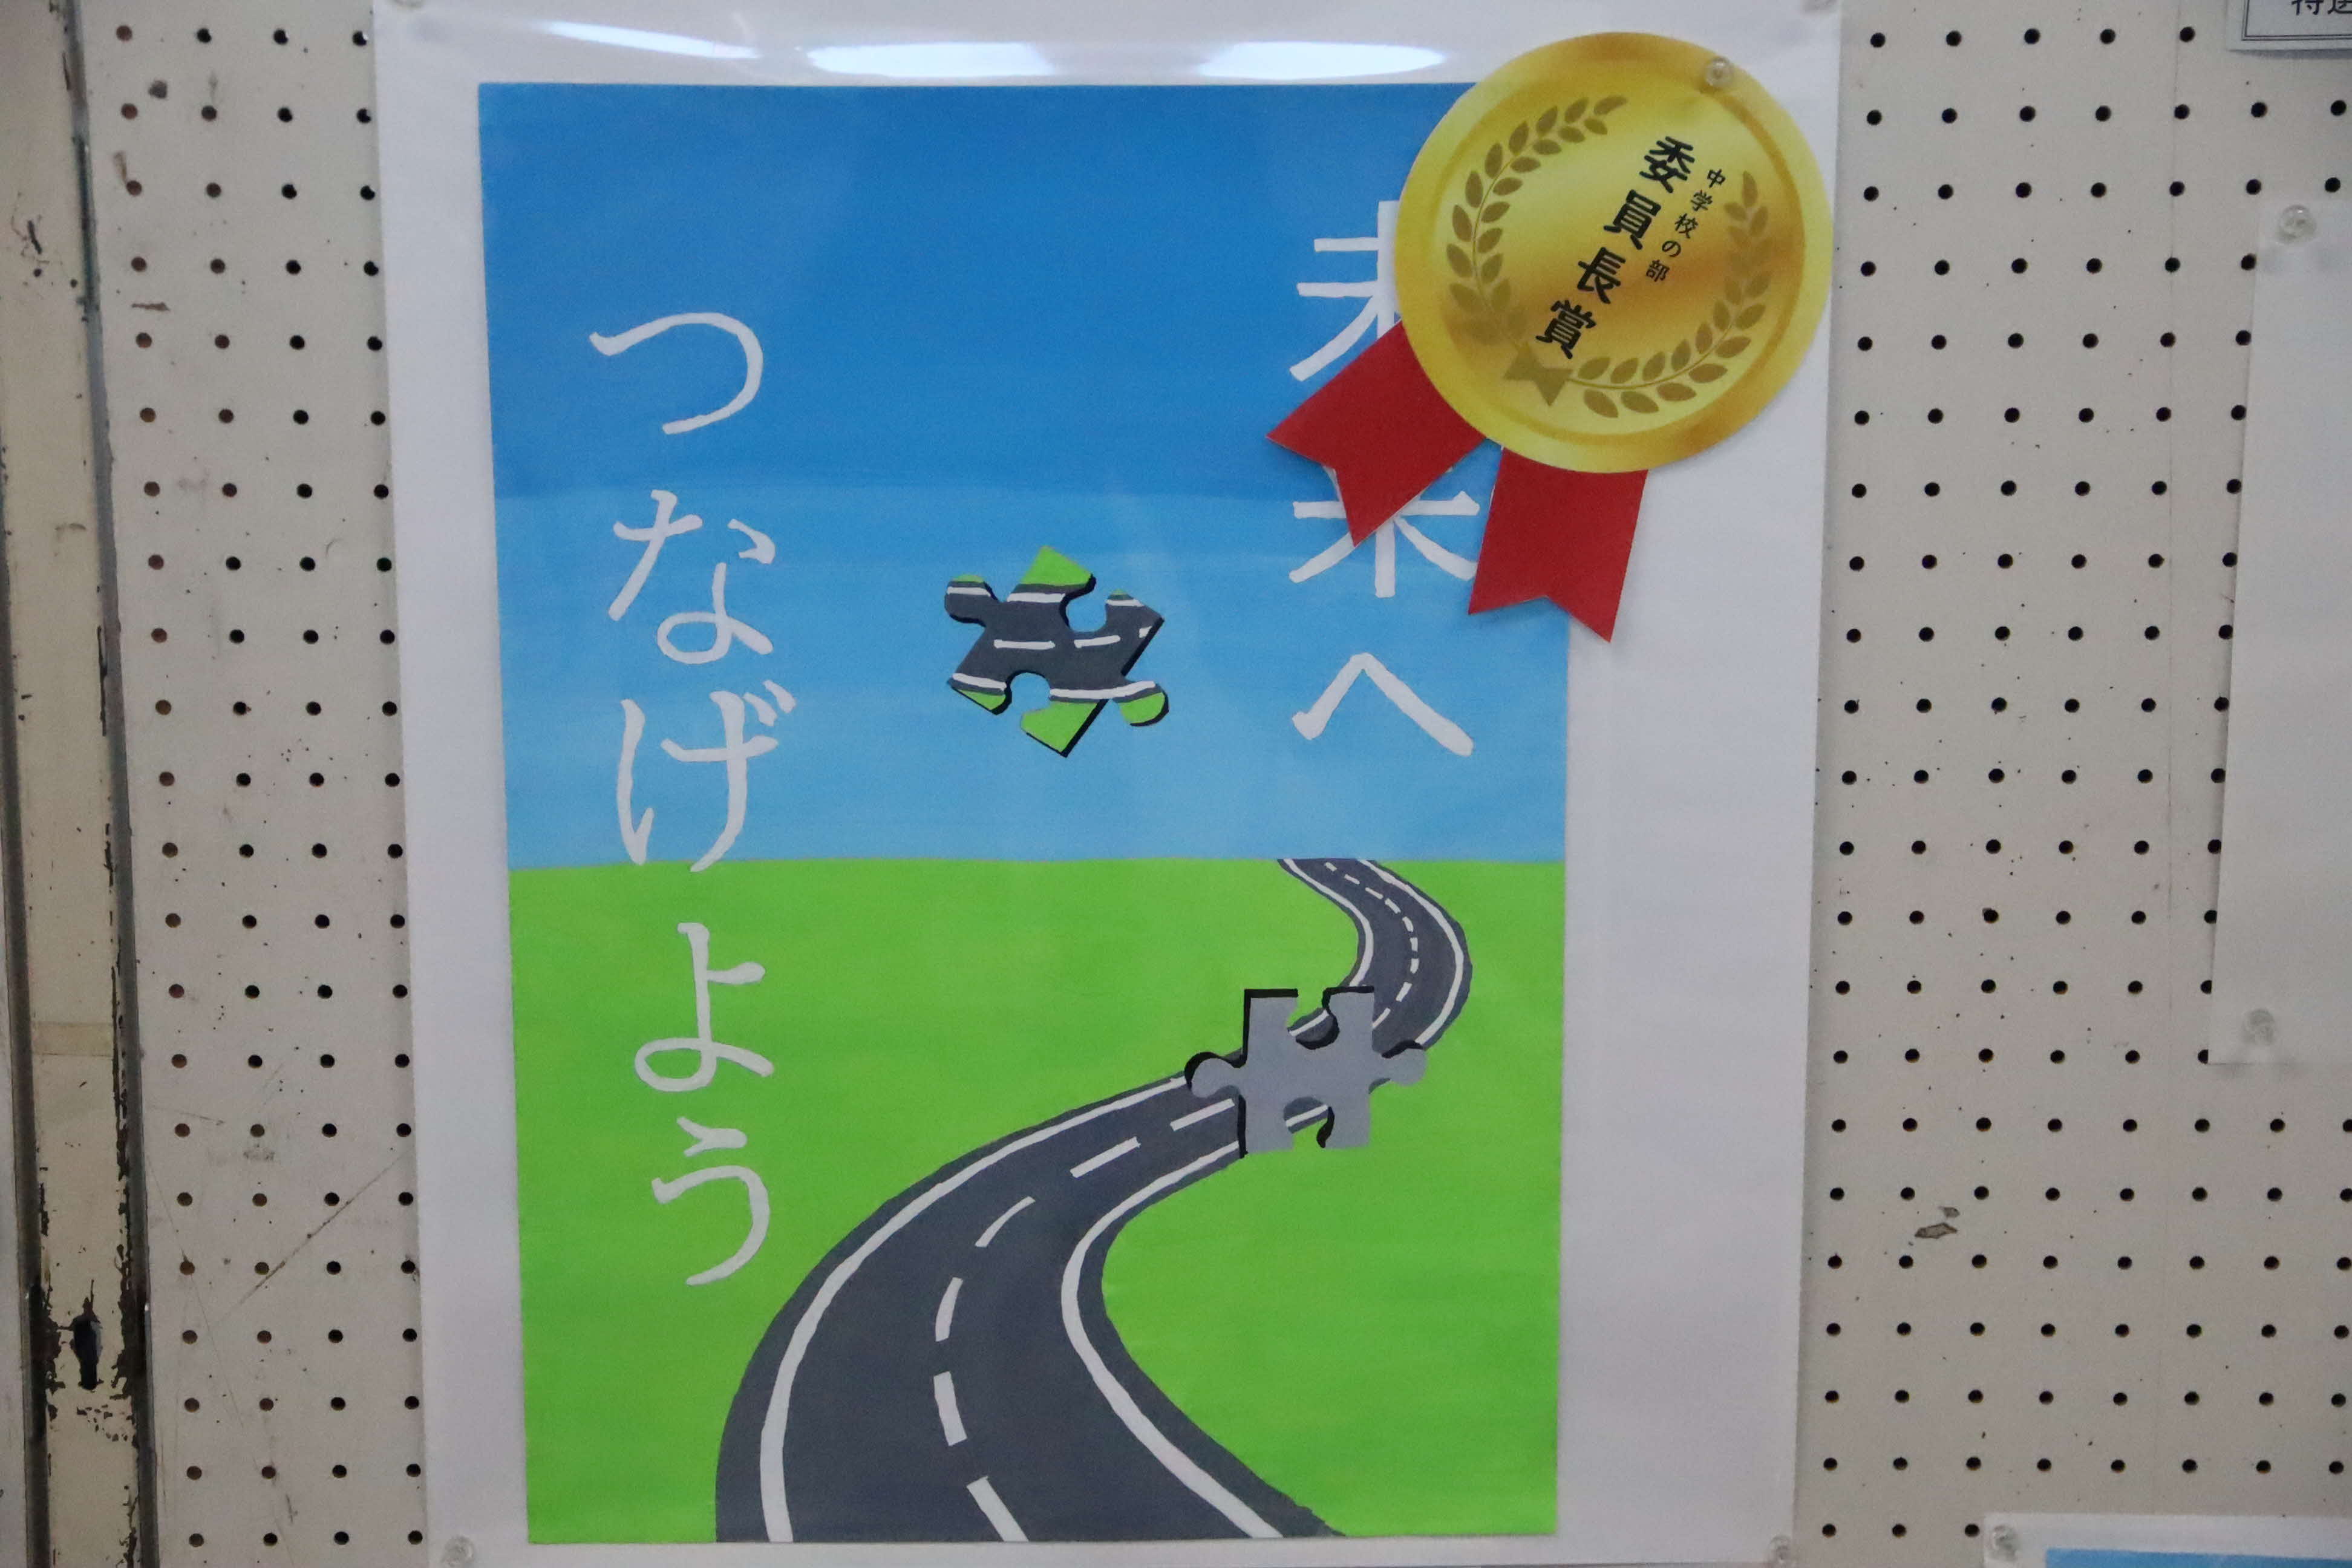 未来へ
つなげよう
中学校の部
委員長賞